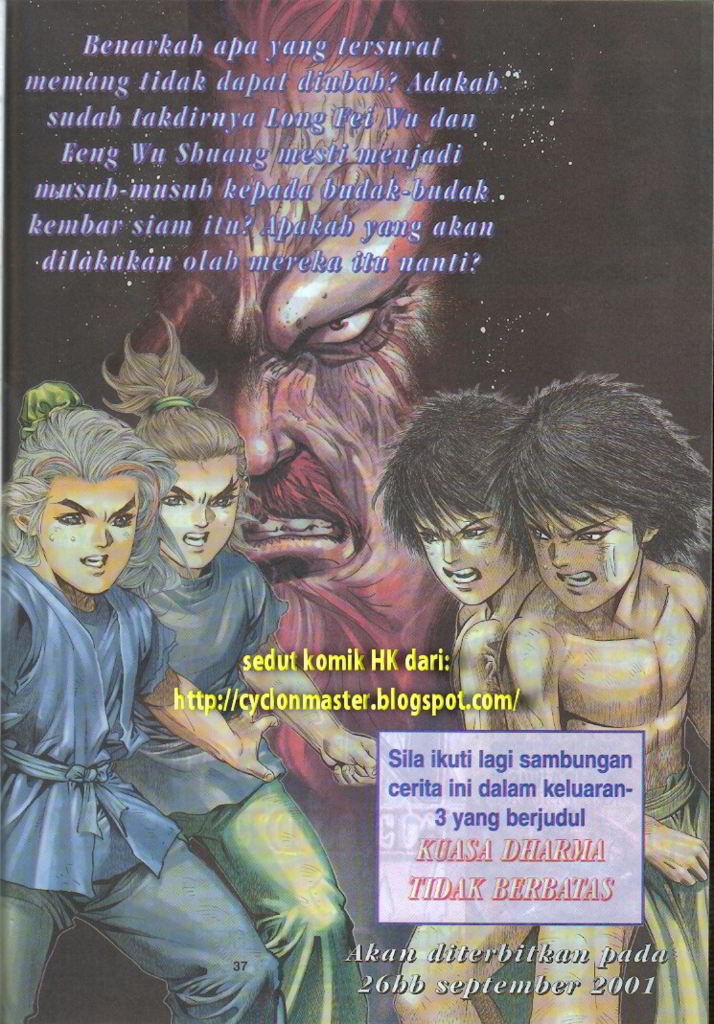 Benarkah apa yang tersurat
memang tidak dapat diubah? Adakah
sudah takdirnya Long Fei Wu dan
Feng Wu Shuang mesti menjadi
musuh-musuh kepada budak-budak
kembar siam itu? Apakah yang akan
dilakukan olah mereka itu nanti?
sedut komik HK dari:
http://cyclonmaster.blogspot.com/
Sila ikuti lagi sambungan
cerita ini dalam keluaran-
3 yang berjudul
KUASA DHARMA
TIDAK BERBATAS
37
Akan diterbitkan pada
26hb september 2001